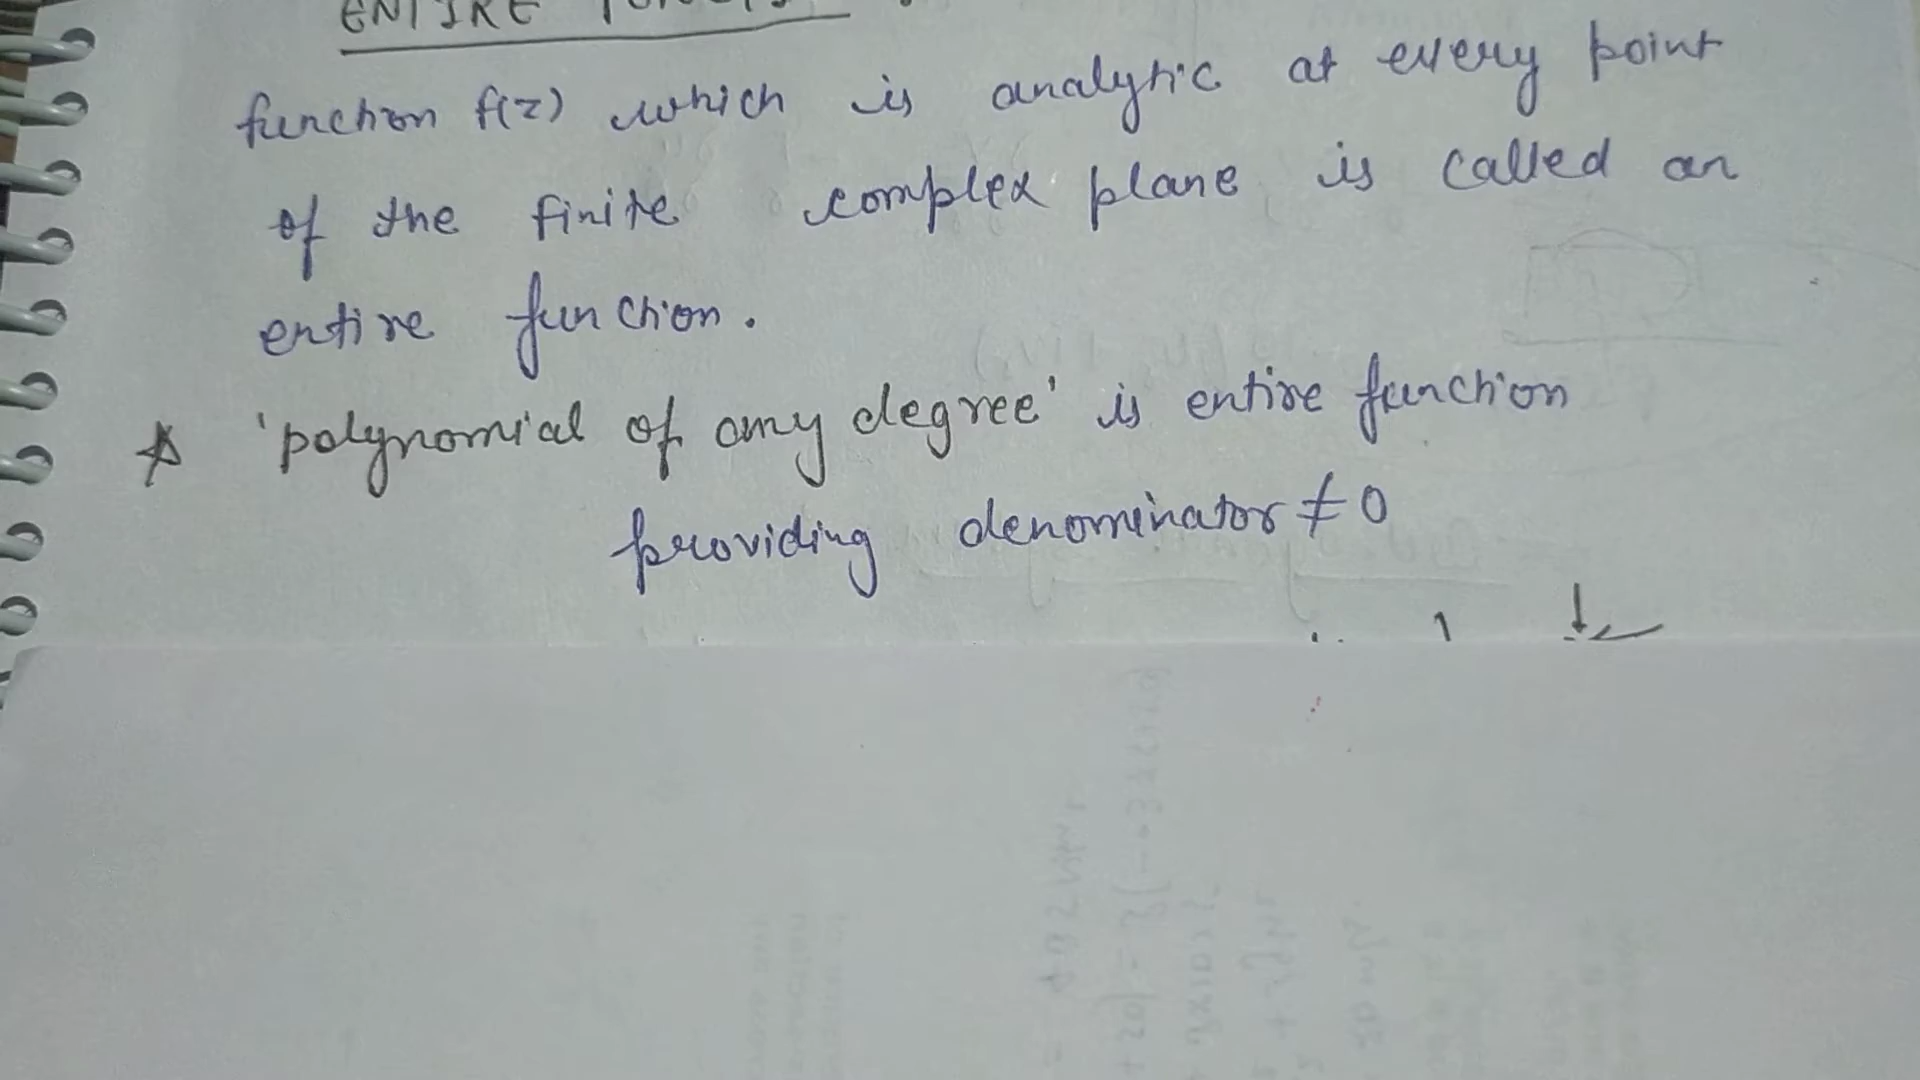 ENTIRE
function f(z) which is analytic at every point
of the finite complex plane is called an
entire function.
☆ 'polynomial of any degree' is entire function
providing denominator ≠ 0